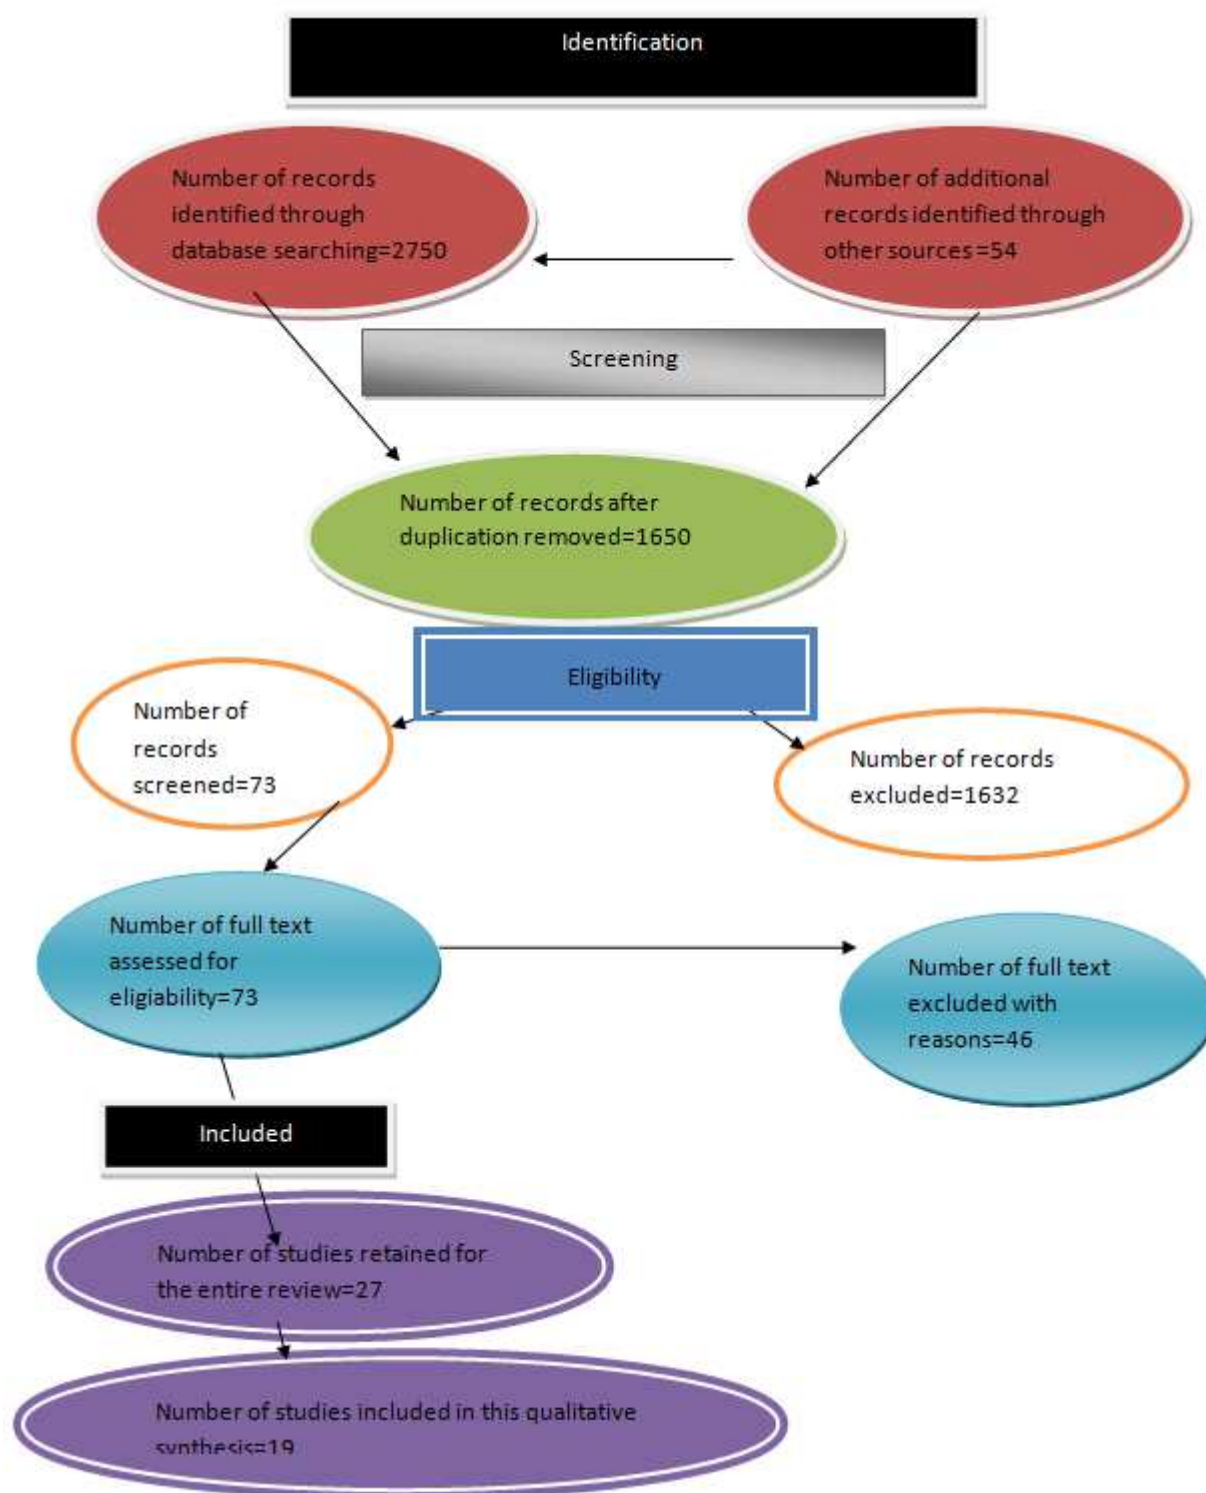 Identification
Number of records
identified through
database searching=2750
Number of additional
records identified through
other sources =54
Screening
Number of records after
duplication removed=1650
Eligibility
Number of
records
screened=73
Number of records
excluded=1632
Number of full text
assessed for
eligiability=73
Number of full text
excluded with
reasons=46
Included
Number of studies retained for
the entire review=27
Number of studies included in this qualitative
synthesis=19